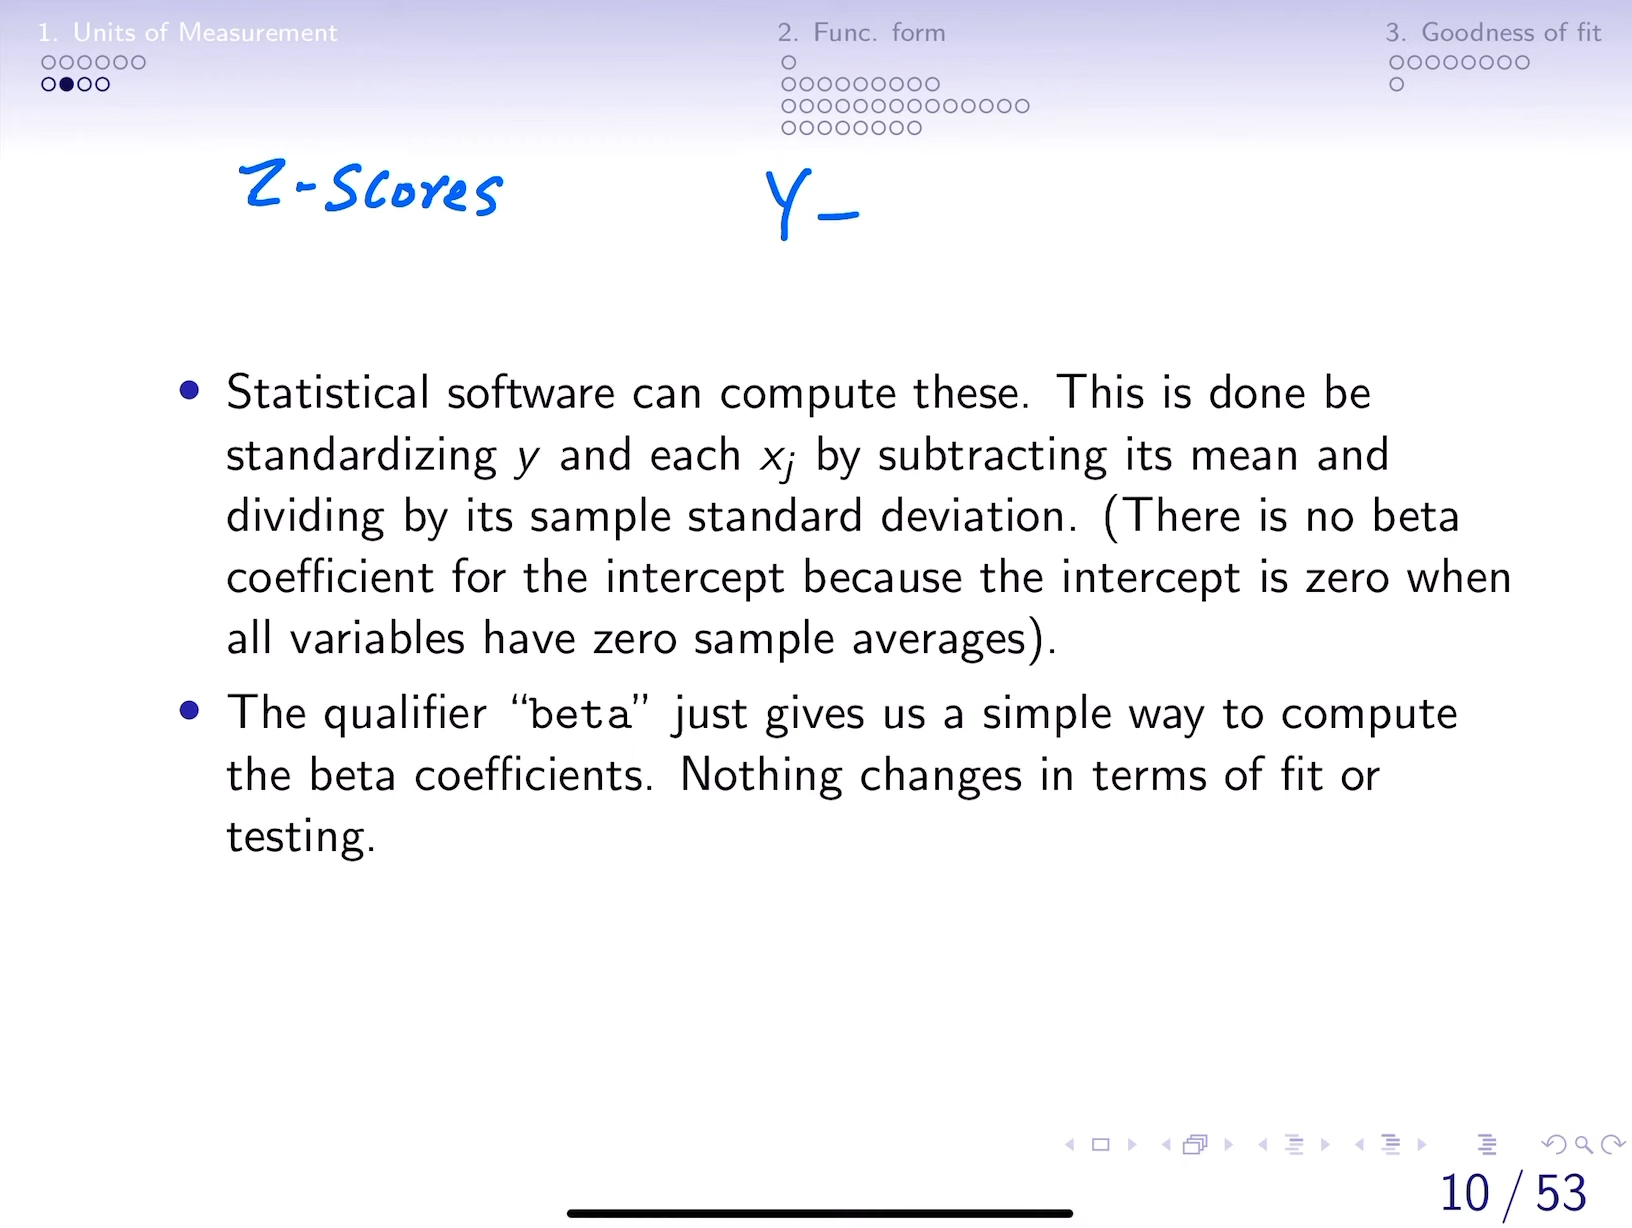 1. Units of Measurement
2. Func. form
3. Goodness of fit
Z-Scores
Y –
Statistical software can compute these. This is done be
standardizing y and each xj by subtracting its mean and
dividing by its sample standard deviation. (There is no beta
coefficient for the intercept because the intercept is zero when
all variables have zero sample averages).
The qualifier “beta” just gives us a simple way to compute
the beta coefficients. Nothing changes in terms of fit or
testing.
10 / 53